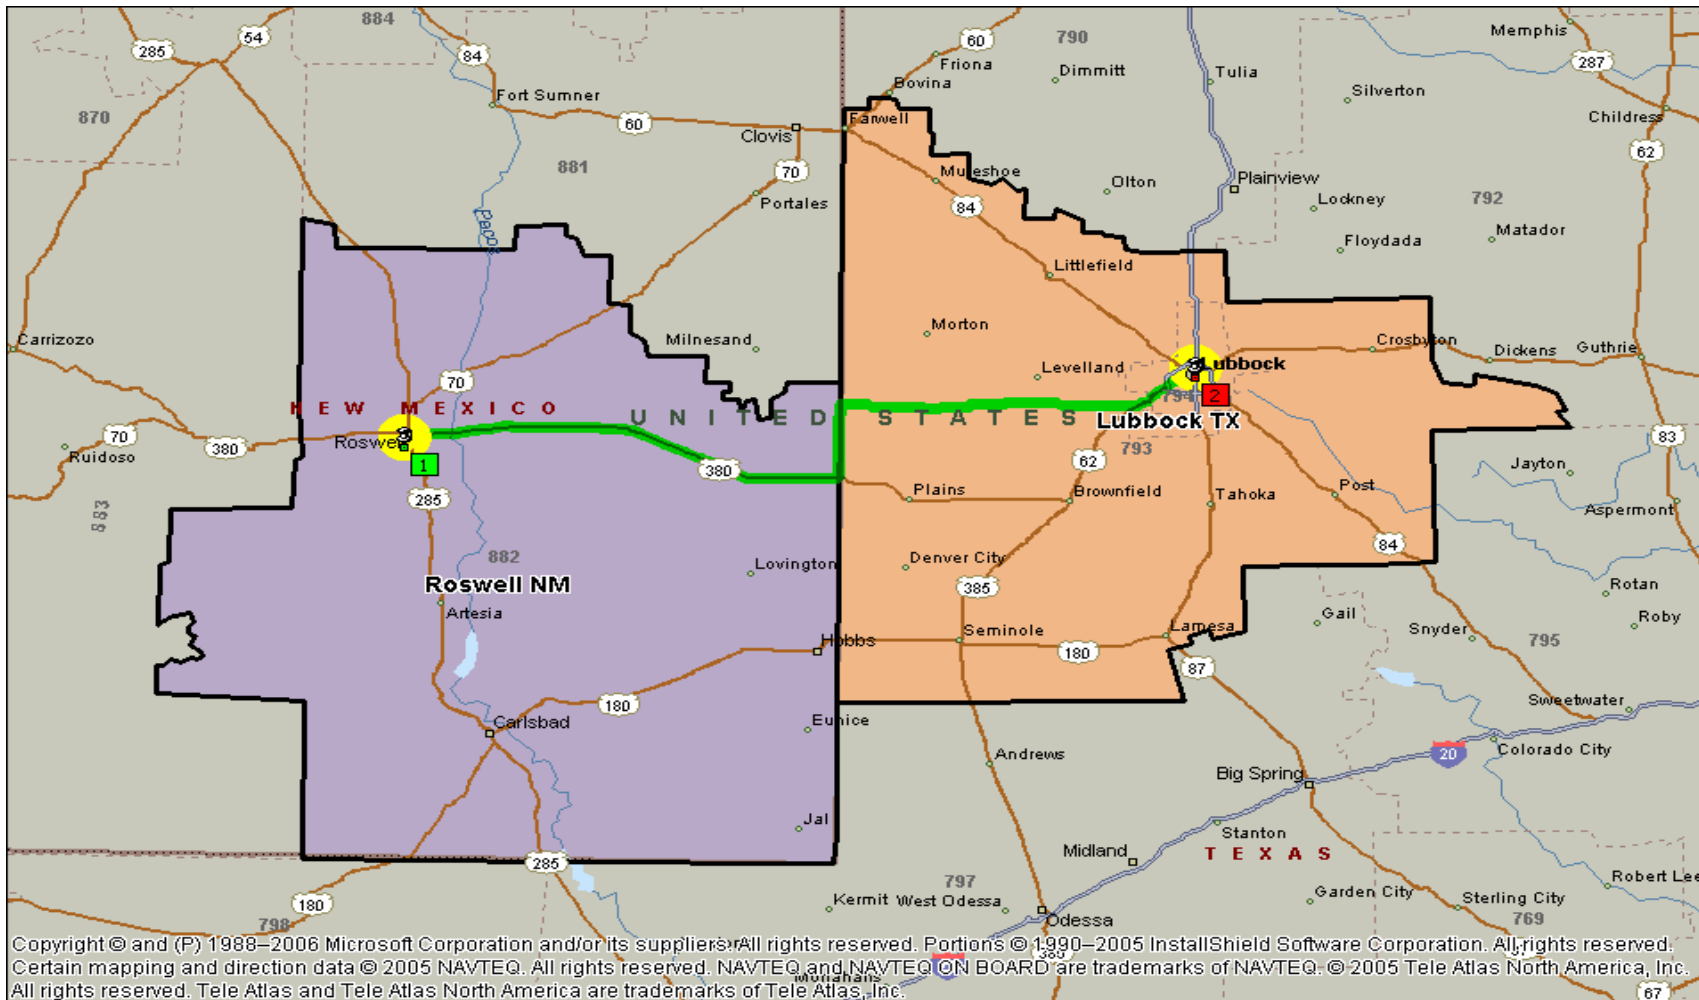 884
54
285
84
60
790
Memphis
287
Friona
Dimmitt
Tulia
Bovina
Silverton
Fort Sumner
870
60
Clovis
Farwell
Childress
62
881
70
Muleshoe
Olton
Plainview
Portales
84
Lockney
792
Pecos
Floydada
Matador
Littlefield
Carrizozo
Milnesand
Morton
Crosbyton
Dickens
Guthrie
Levelland
Lubbock
70
2
794
NEW MEXICO
UNITED STATES
Lubbock TX
70
380
Roswell
1
Ruidoso
380
62
793
83
Jayton
285
Plains
Brownfield
Tahoka
Post
Aspermont
883
882
84
Lovington
Denver City
Roswell NM
385
Rotan
Artesia
Gail
Roby
Hobbs
Seminole
Lamesa
Snyder
795
180
87
180
Sweetwater
Carlsbad
Eunice
Andrews
20
Colorado City
Big Spring
Jal
Stanton
Midland
TEXAS
285
797
Robert Lee
180
Kermit
West Odessa
Garden City
Sterling City
798
Odessa
769
Copyright © and (P) 1988–2006 Microsoft Corporation and/or its suppliers. All rights reserved. Portions © 1990–2005 InstallShield Software Corporation. All rights reserved.
Certain mapping and direction data © 2005 NAVTEQ. All rights reserved. NAVTEQ and NAVTEQ ON BOARD are trademarks of NAVTEQ. © 2005 Tele Atlas North America, Inc.
All rights reserved. Tele Atlas and Tele Atlas North America are trademarks of Tele Atlas, Inc.
385
87
Monahans
67